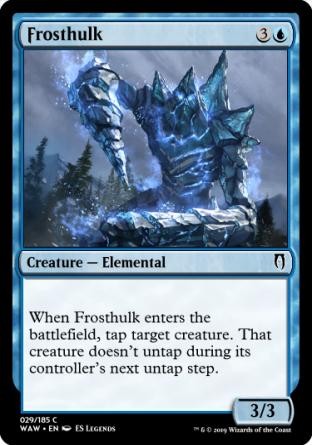 Frosthulk
3
Creature — Elemental
When Frosthulk enters the
battlefield, tap target creature. That
creature doesn't untap during its
controller's next untap step.
3/3
029/185 C
WAW • EN ES Legends
™ & © 2019 Wizards of the Coast